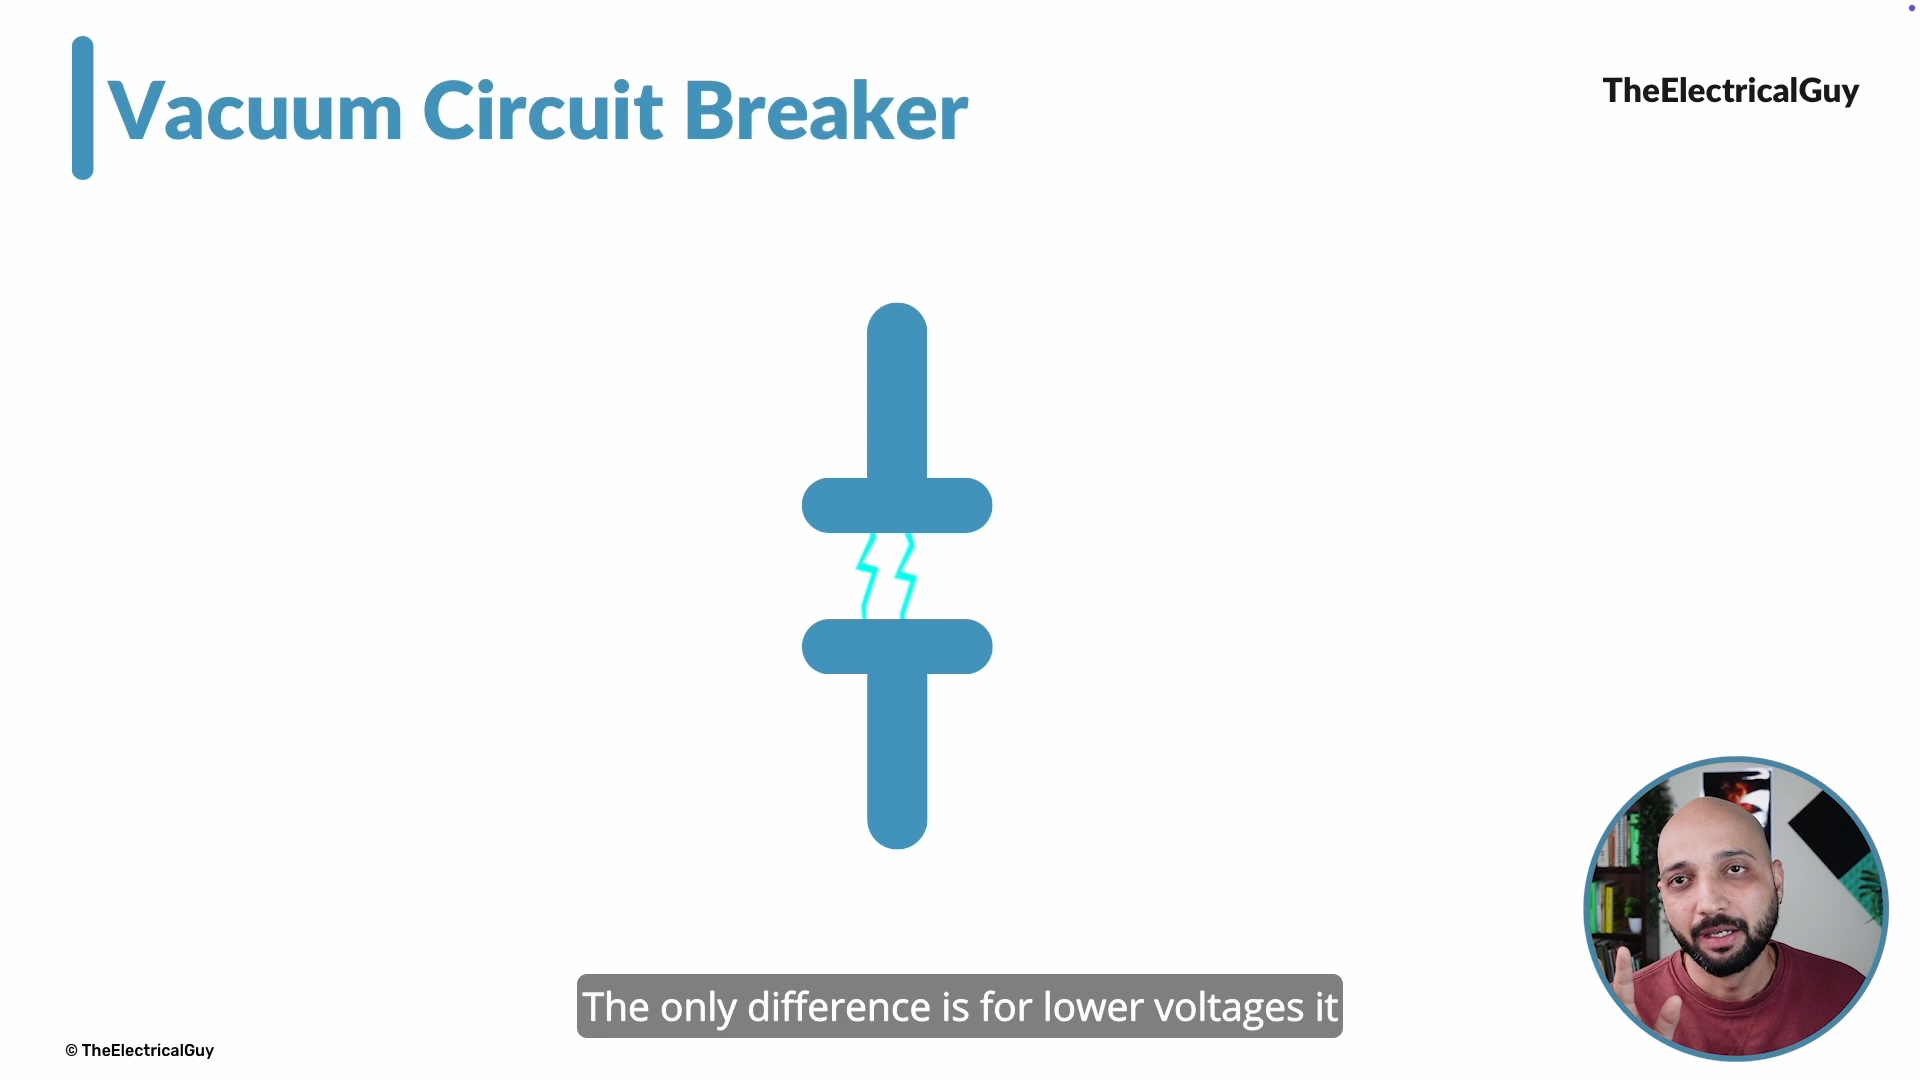 Vacuum Circuit Breaker
TheElectricalGuy
The only difference is for lower voltages it
© TheElectricalGuy